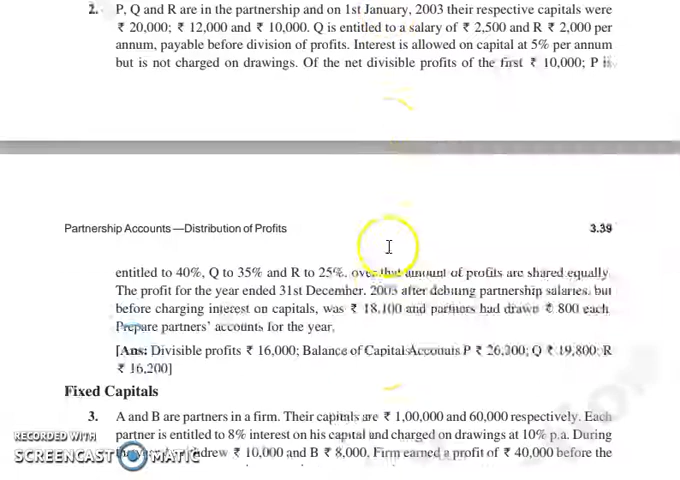 2. P, Q and R are in the partnership and on 1st January, 2003 their respective capitals were
₹ 20,000; ₹ 12,000 and ₹ 10,000. Q is entitled to a salary of ₹ 2,500 and R ₹ 2,000 per
annum, payable before division of profits. Interest is allowed on capital at 5% per annum
but is not charged on drawings. Of the net divisible profits of the first ₹ 10,000; P is
Partnership Accounts—Distribution of Profits 3.39
entitled to 40%, Q to 35% and R to 25%, over that amount of profits are shared equally.
The profit for the year ended 31st December, 2003 after debiting partnership salaries, but
before charging interest on capitals, was ₹ 18,100 and partners had drawn ₹ 800 each
Prepare partners' accounts for the year,
[Ans: Divisible profits ₹ 16,000; Balance of Capital Accounts P ₹ 26,200; Q ₹ 19,800; R
₹ 16,200]
Fixed Capitals
3. A and B are partners in a firm. Their capitals are ₹ 1,00,000 and 60,000 respectively. Each
partner is entitled to 8% interest on his capital and charged on drawings at 10% p.a. During
₹ 10,000 and B ₹ 8,000. Firm earned a profit of ₹ 40,000 before the
RECORDED WITH
SCREENCAST MATIC